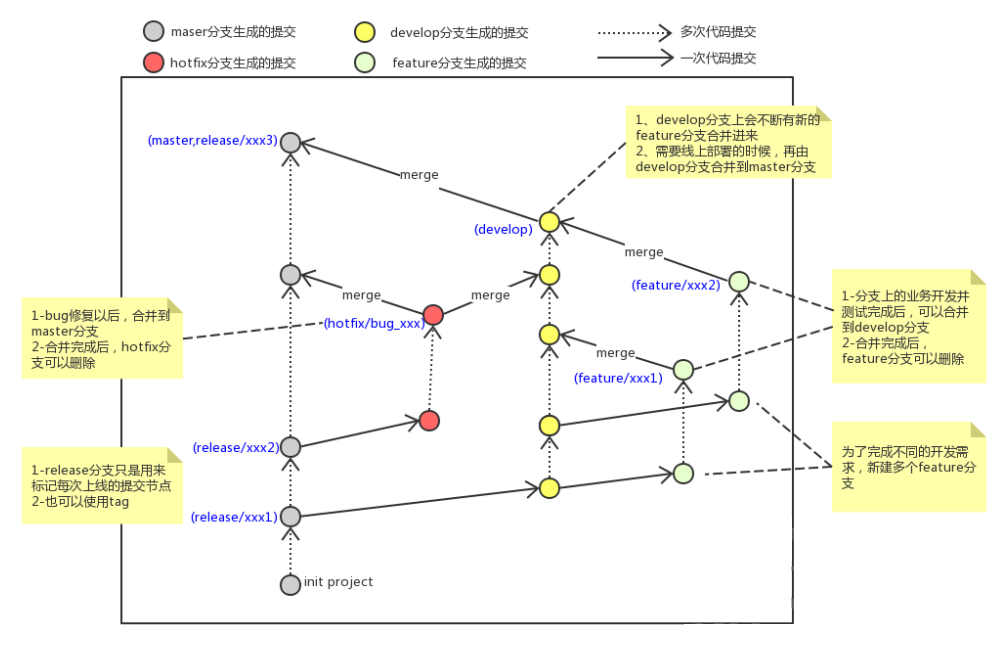 maser分支生成的提交
develop分支生成的提交
多次代码提交
hotfix分支生成的提交
feature分支生成的提交
一次代码提交
1、develop分支上会不断有新的
feature分支合并进来
2、需要线上部署的时候，再由
develop分支合并到master分支
(master,release/xxx3)
merge
(develop)
merge
(feature/xxx2)
merge
merge
1-bug修复以后，合并到
master分支
2-合并完成后，hotfix分
支可以删除
(hotfix/bug_xxx)
1-分支上的业务开发并
测试完成后，可以合并
到develop分支
2-合并完成后，
feature分支可以删除
merge
(feature/xxx1)
(release/xxx2)
为了完成不同的开发需
求，新建多个feature分
支
1-release分支只是用来
标记每次上线的提交节点
2-也可以使用tag
(release/xxx1)
init project